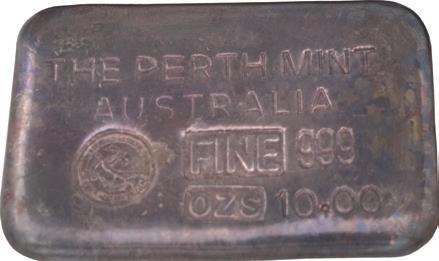 THE PERTH MINT
AUSTRALIA
FINE 999
OZS 10.00